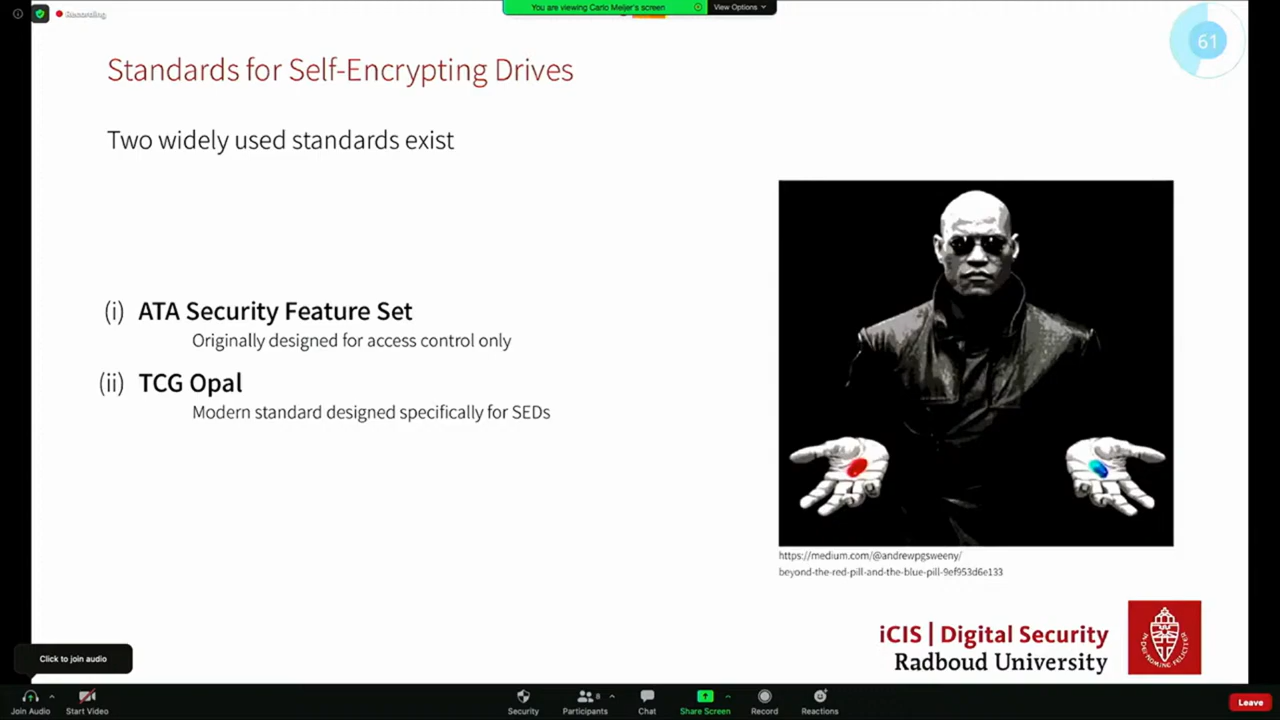 Recording
You are viewing Carlo Meijer's screen
View Options
61
Standards for Self-Encrypting Drives
Two widely used standards exist
(i) ATA Security Feature Set
Originally designed for access control only
(ii) TCG Opal
Modern standard designed specifically for SEDs
https://medium.com/@andrewpgsweeny/
beyond-the-red-pill-and-the-blue-pill-9ef953d6e133
iCIS | Digital Security
Radboud University
Click to join audio
Join Audio
Start Video
Security
Participants
8
Chat
Share Screen
Record
Reactions
Leave